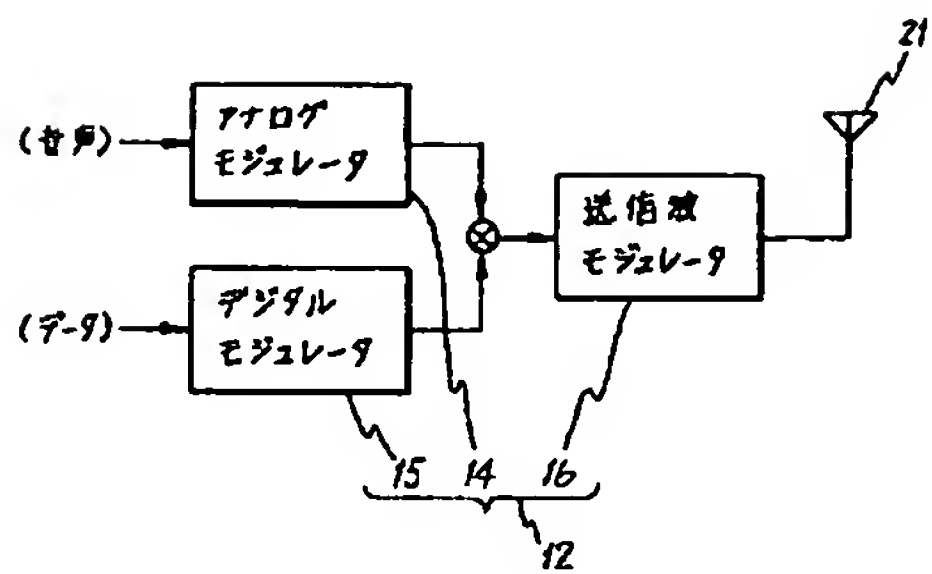 21
(音声)
アナログ
モジュレータ
送信波
モジュレータ
(データ)
デジタル
モジュレータ
15 14 16
12